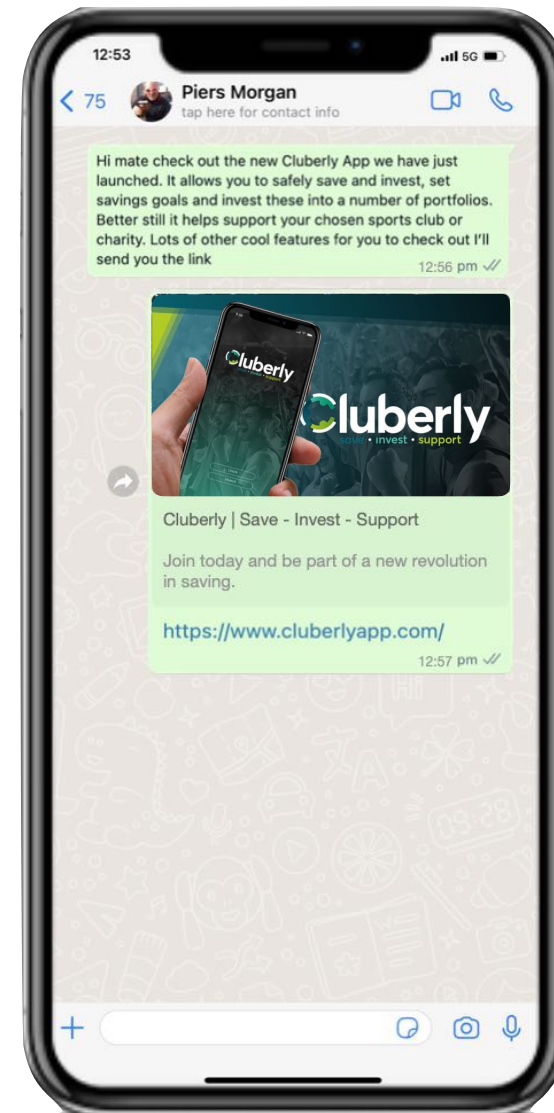 12:53
5G
75
Piers Morgan
tap here for contact info
Hi mate check out the new Cluberly App we have just
launched. It allows you to safely save and invest, set
savings goals and invest these into a number of portfolios.
Better still it helps support your chosen sports club or
charity. Lots of other cool features for you to check out I'll
send you the link
12:56 pm
Cluberly
Cluberly
save • invest • support
Cluberly | Save - Invest - Support
Join today and be part of a new revolution
in saving.
https://www.cluberlyapp.com/
12:57 pm